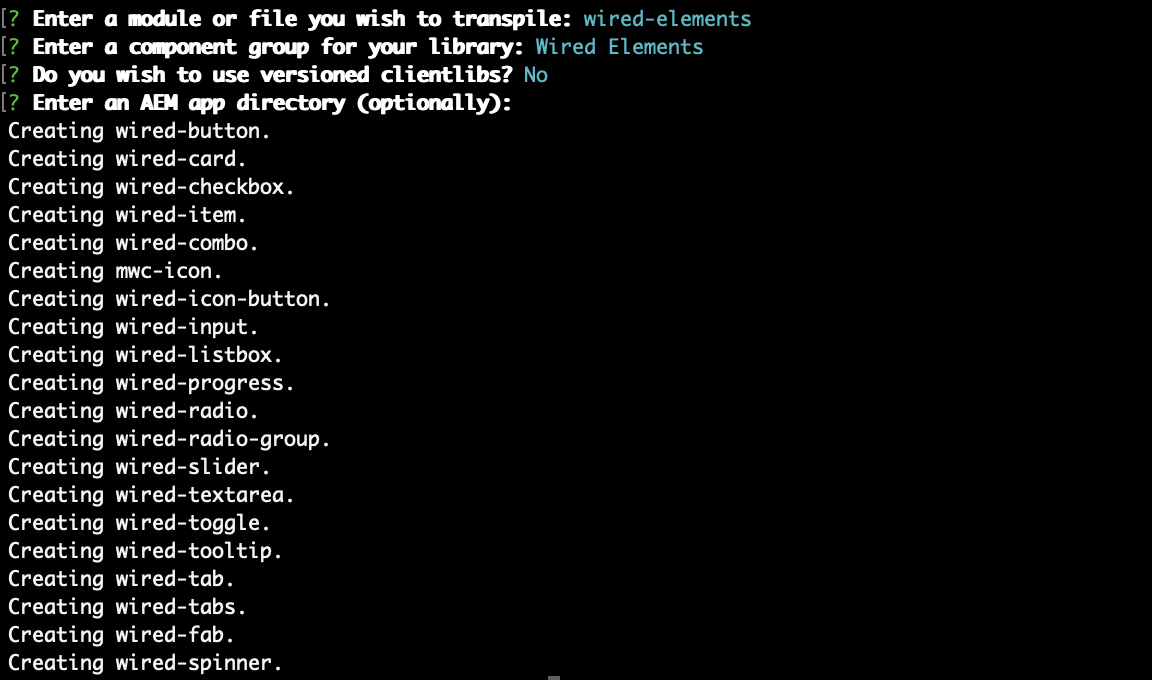 [? Enter a module or file you wish to transpile: wired-elements
[? Enter a component group for your library: Wired Elements
[? Do you wish to use versioned clientlibs? No
[? Enter an AEM app directory (optionally):
Creating wired-button.
Creating wired-card.
Creating wired-checkbox.
Creating wired-item.
Creating wired-combo.
Creating mwc-icon.
Creating wired-icon-button.
Creating wired-input.
Creating wired-listbox.
Creating wired-progress.
Creating wired-radio.
Creating wired-radio-group.
Creating wired-slider.
Creating wired-textarea.
Creating wired-toggle.
Creating wired-tooltip.
Creating wired-tab.
Creating wired-tabs.
Creating wired-fab.
Creating wired-spinner.